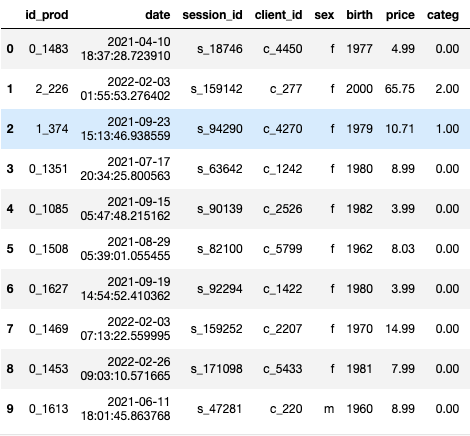 id_prod date session_id client_id sex birth price categ
0 0_1483 2021-04-10 18:37:28.723910 s_18746 c_4450 f 1977 4.99 0.00
1 2_226 2022-02-03 01:55:53.276402 s_159142 c_277 f 2000 65.75 2.00
2 1_374 2021-09-23 15:13:46.938559 s_94290 c_4270 f 1979 10.71 1.00
3 0_1351 2021-07-17 20:34:25.800563 s_63642 c_1242 f 1980 8.99 0.00
4 0_1085 2021-09-15 05:47:48.215162 s_90139 c_2526 f 1982 3.99 0.00
5 0_1508 2021-08-29 05:39:01.055455 s_82100 c_5799 f 1962 8.03 0.00
6 0_1627 2021-09-19 14:54:52.410362 s_92294 c_1422 f 1980 3.99 0.00
7 0_1469 2022-02-03 07:13:22.559995 s_159252 c_2207 f 1970 14.99 0.00
8 0_1453 2022-02-26 09:03:10.571665 s_171098 c_5433 f 1981 7.99 0.00
9 0_1613 2021-06-11 18:01:45.863768 s_47281 c_220 m 1960 8.99 0.00